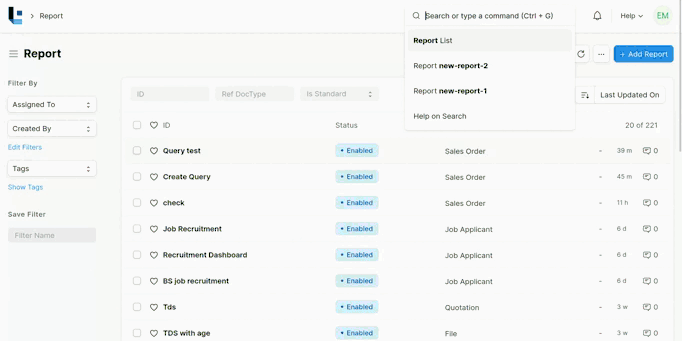 Report
Search or type a command (Ctrl + G)
Help
EM
Report List
Report new-report-2
Report new-report-1
Help on Search
Report
+ Add Report
Filter By
Assigned To
Created By
Edit Filters
Tags
Show Tags
Save Filter
Filter Name
ID Ref DocType Is Standard Last Updated On
ID Status 20 of 221
Query test Enabled Sales Order - 39 m 0
Create Query Enabled Sales Order - 45 m 0
check Enabled Sales Order - 11 h 0
Job Recruitment Enabled Job Applicant - 6 d 0
Recruitment Dashboard Enabled Job Applicant - 6 d 0
BS job recruitment Enabled Job Applicant - 6 d 0
Tds Enabled Quotation - 3 w 0
TDS with age Enabled File - 3 w 0